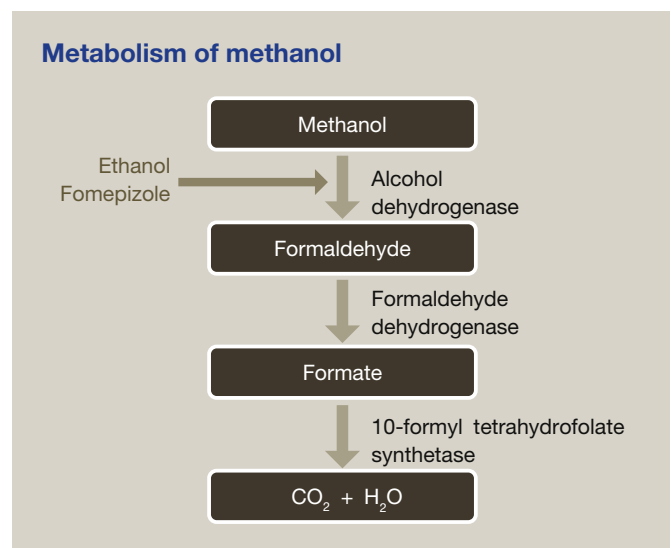 Metabolism of methanol
Methanol
Ethanol
Fomepizole
Alcohol
dehydrogenase
Formaldehyde
Formaldehyde
dehydrogenase
Formate
10-formyl tetrahydrofolate
synthetase
CO₂ + H₂O